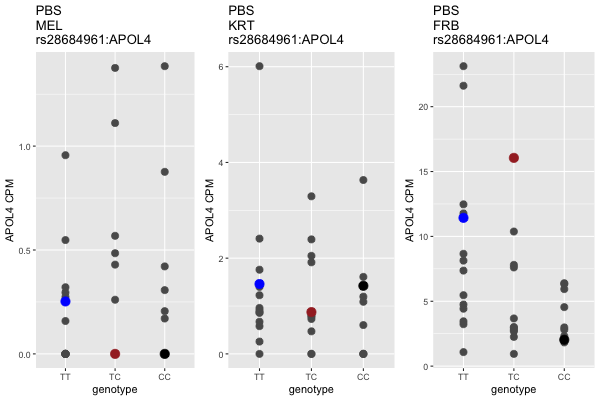 PBS
MEL
rs28684961:APOL4
APOL4 CPM
1.0
0.5
0.0
TT TC CC
genotype
PBS
KRT
rs28684961:APOL4
APOL4 CPM
6
4
2
0
TT TC CC
genotype
PBS
FRB
rs28684961:APOL4
APOL4 CPM
20
15
10
5
0
TT TC CC
genotype